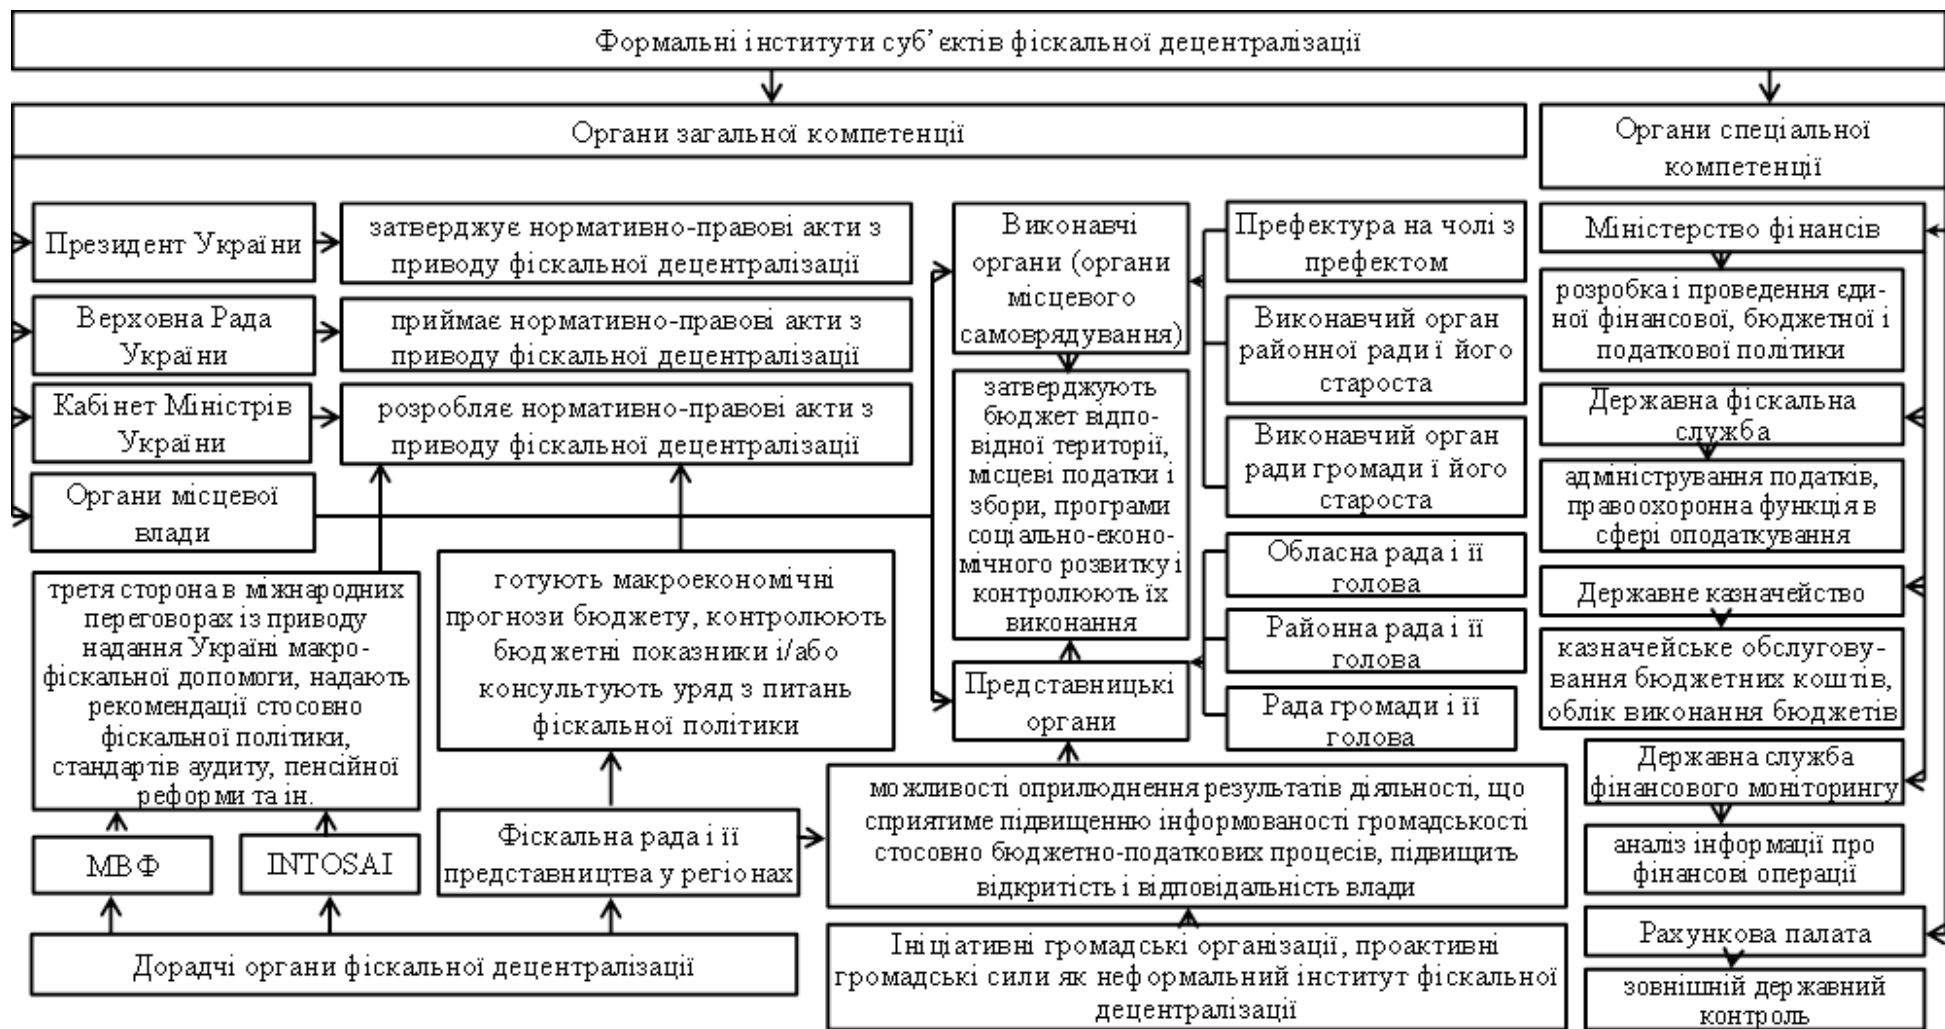 Формальні інститути суб’єктів фіскальної децентралізації
Органи загальної компетенції
Органи спеціальної
компетенції
Президент України
затверджує нормативно-правові акти з
приводу фіскальної децентралізації
Верховна Рада
України
приймає нормативно-правові акти з
приводу фіскальної децентралізації
Кабінет Міністрів
України
розробляє нормативно-правові акти з
приводу фіскальної децентралізації
Органи місцевої
влади
третя сторона в міжнародних
переговорах із приводу
надання Україні макро-
фіскальної допомоги, надають
рекомендації стосовно
фіскальної політики,
стандартів аудиту, пенсійної
реформи та ін.
МВФ
INTOSAI
Дорадчі органи фіскальної децентралізації
готують макроекономічні
прогнози бюджету, контролюють
бюджетні показники і/або
консультують уряд з питань
фіскальної політики
Фіскальна рада і її
представництва у регіонах
Виконавчі
органи (органи
місцевого
самоврядування)
затверджують
бюджет відпо-
відної території,
місцеві податки і
збори, програми
соціально-еконо-
мічного розвитку і
контролюють їх
виконання
Представницькі
органи
можливості оприлюднення результатів діяльності, що
сприятиме підвищенню інформованості громадськості
стосовно бюджетно-податкових процесів, підвищить
відкритість і відповідальність влади
Ініціативні громадські організації, проактивні
громадські сили як неформальний інститут фіскальної
децентралізації
Префектура на чолі з
префектом
Виконавчий орган
районної ради і його
староста
Виконавчий орган
ради громади ї його
староста
Обласна рада і її
голова
Районна рада і її
голова
Рада громади і її
голова
Міністерство фінансів
розробка і проведення єди-
ної фінансової, бюджетної і
податкової політики
Державна фіскальна
служба
адміністрування податків,
правоохоронна функція в
сфері оподаткування
Державне казначейство
казначейське обслугову-
вання бюджетних коштів,
облік виконання бюджетів
Державна служба
фінансового моніторингу
аналіз інформації про
фінансові операції
Рахункова палата
зовнішній державний
контроль